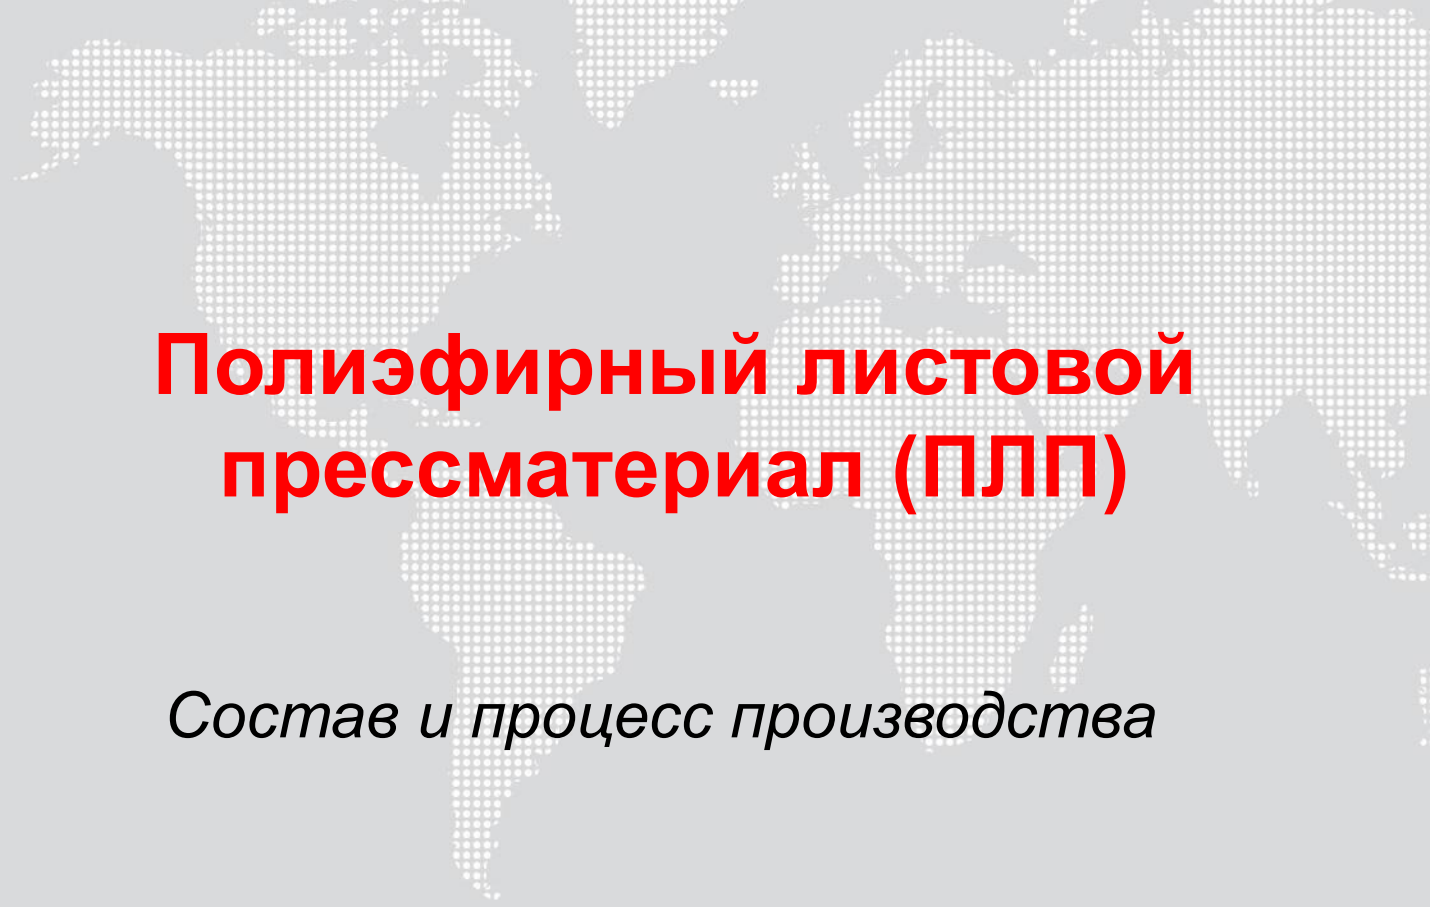 Полиэфирный листовой
прессматериал (ПЛП)
Состав и процесс производства